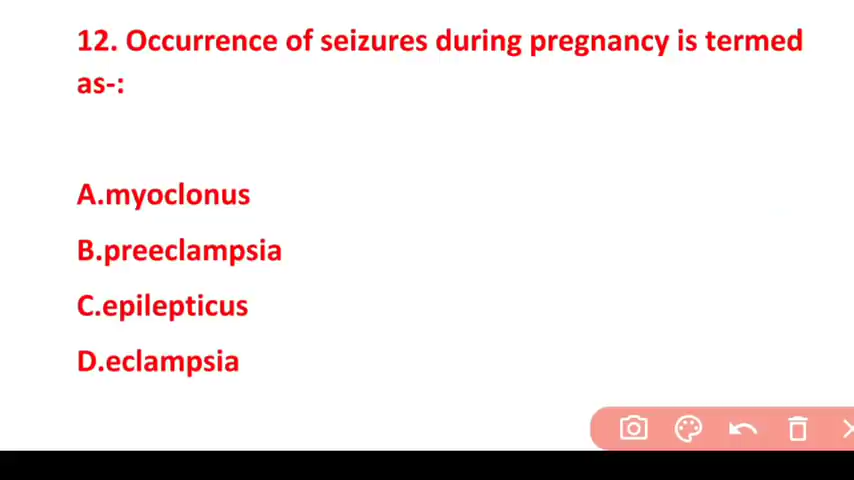 12. Occurrence of seizures during pregnancy is termed
as-:
A.myoclonus
B.preeclampsia
C.epilepticus
D.eclampsia